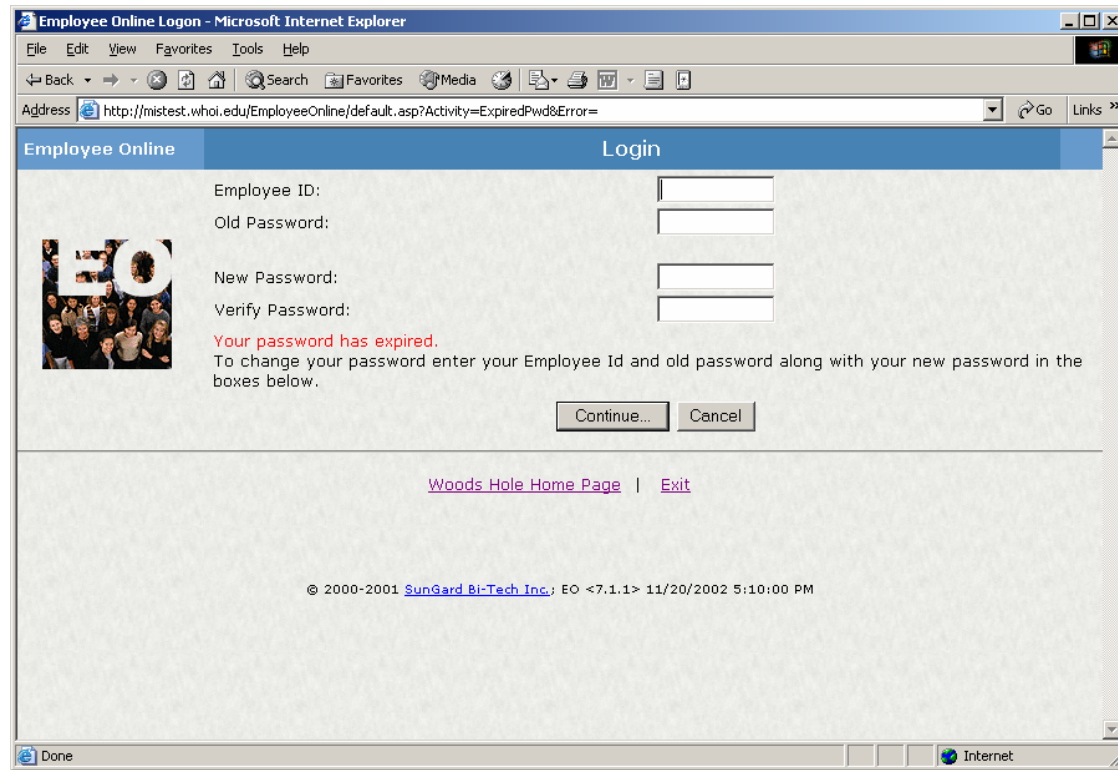 Employee Online Logon - Microsoft Internet Explorer
File Edit View Favorites Tools Help
Back Search Favorites Media
Address http://mistest.whoi.edu/EmployeeOnline/default.asp?Activity=ExpiredPwd&Error= Go Links »
Employee Online Login
Employee ID:
Old Password:
EO
New Password:
Verify Password:
Your password has expired.
To change your password enter your Employee Id and old password along with your new password in the
boxes below.
Continue... Cancel
Woods Hole Home Page | Exit
© 2000-2001 SunGard Bi-Tech Inc.; EO <7.1.1> 11/20/2002 5:10:00 PM
Done Internet